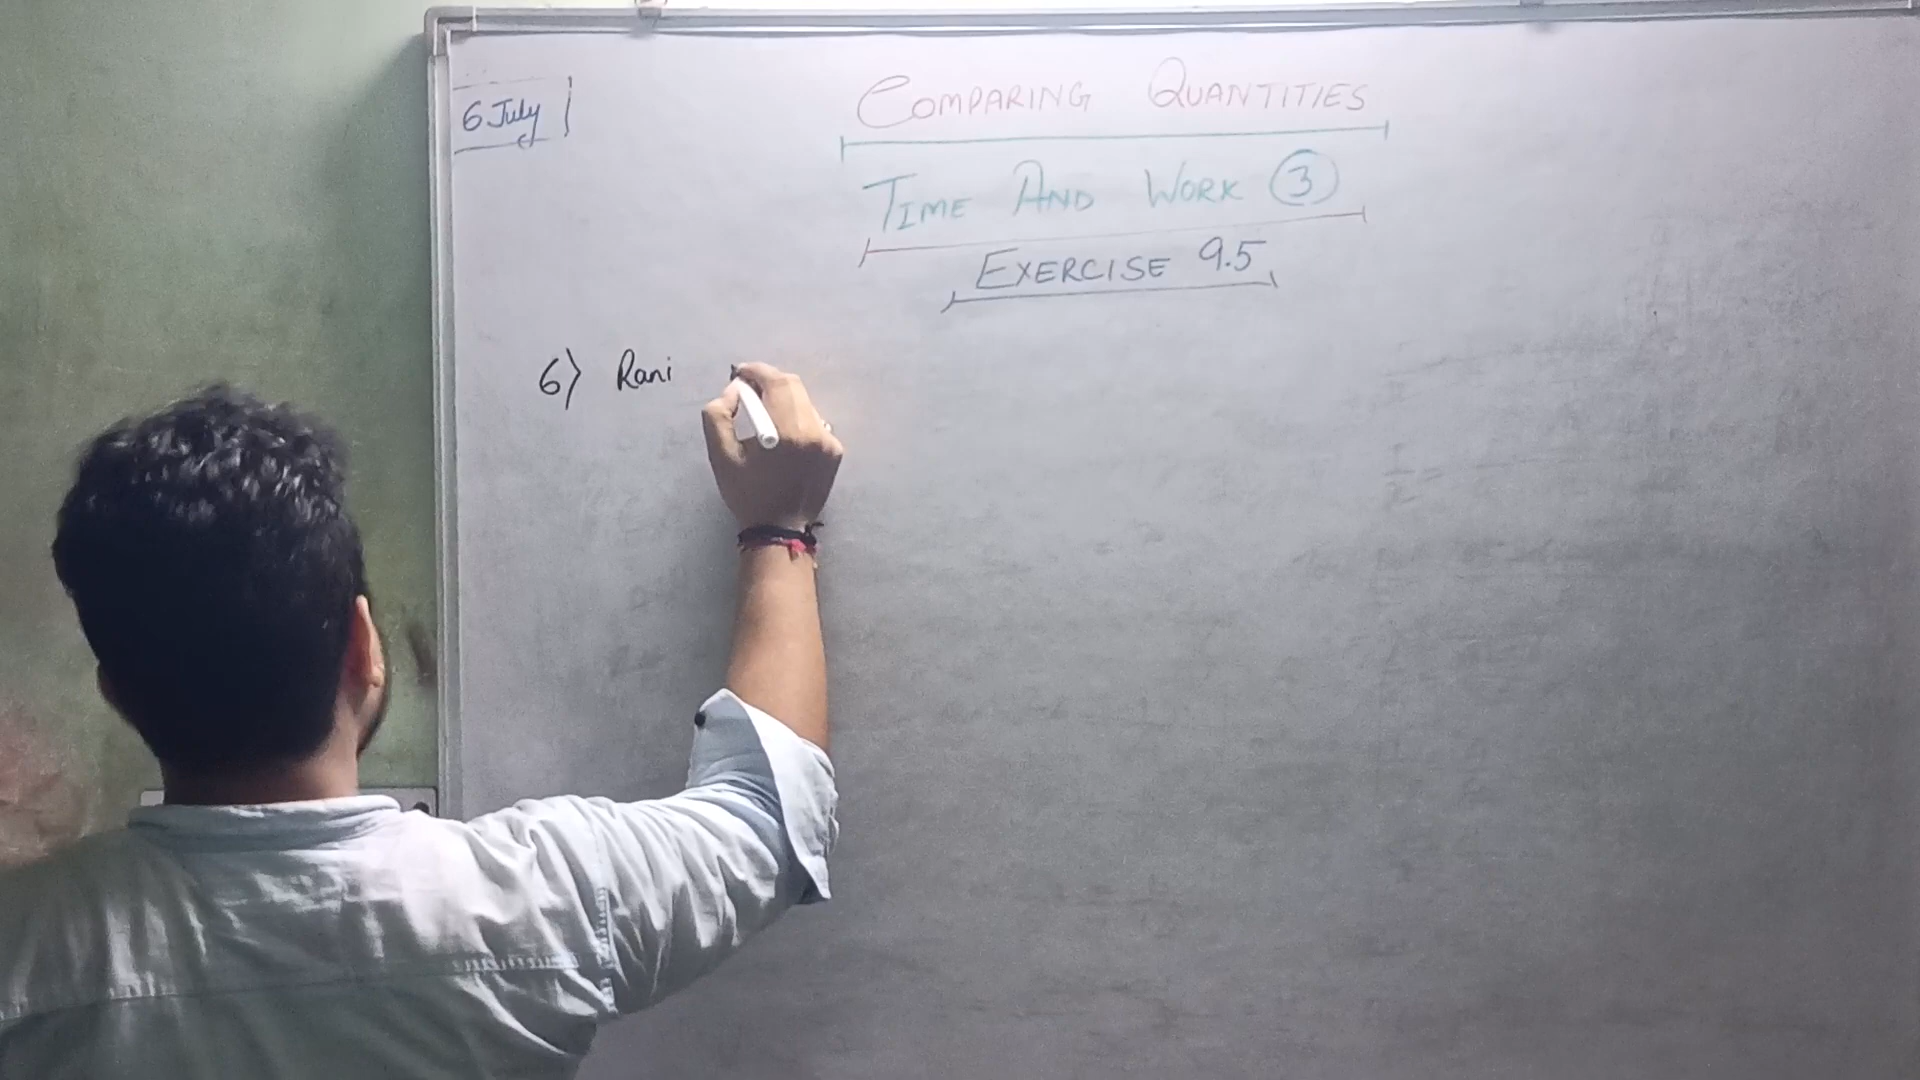 6 July
COMPARING QUANTITIES
TIME AND WORK 3
EXERCISE 9.5
6) Rani